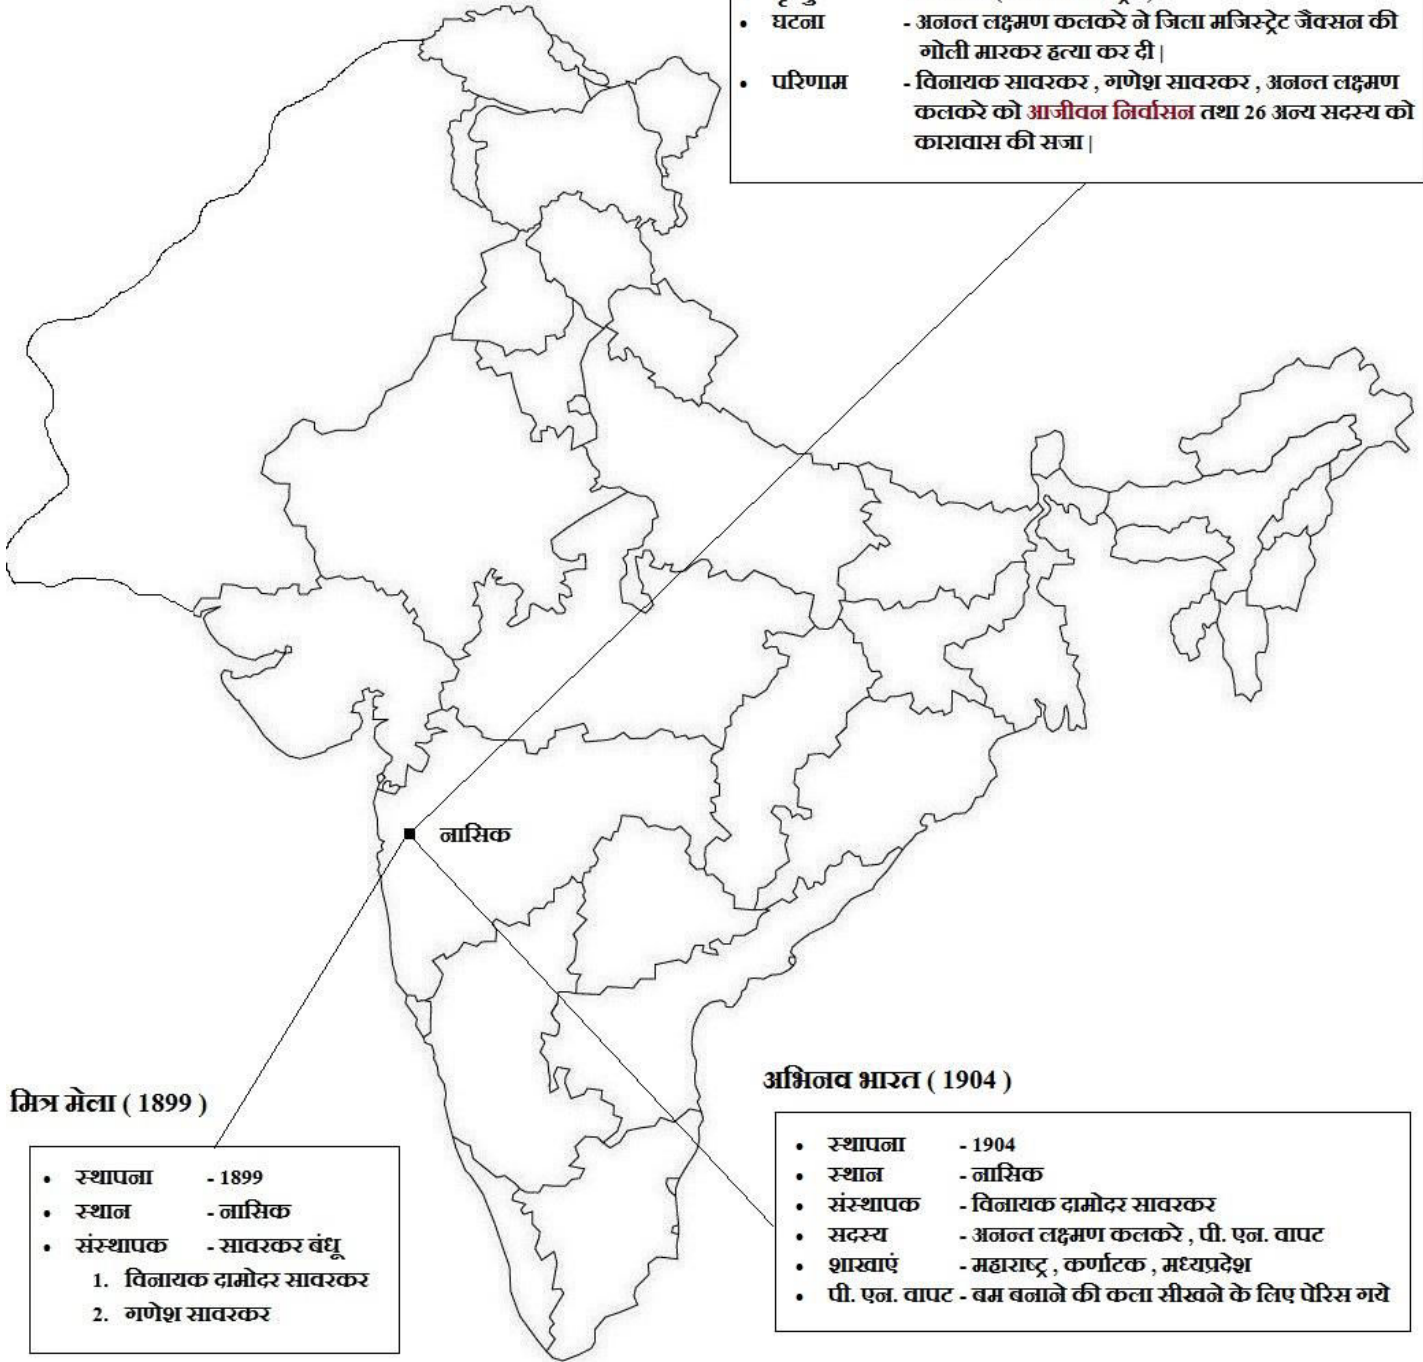 • घटना - अनन्त लक्ष्मण कलकरे ने जिला मजिस्ट्रेट जैक्सन की
गोली मारकर हत्या कर दी |
• परिणाम - विनायक सावरकर , गणेश सावरकर , अनन्त लक्ष्मण
कलकरे को आजीवन निर्वासन तथा 26 अन्य सदस्य को
कारावास की सजा |
नासिक
मित्र मेला ( 1899 )
• स्थापना - 1899
• स्थान - नासिक
• संस्थापक - सावरकर बंधू
1. विनायक दामोदर सावरकर
2. गणेश सावरकर
अभिनव भारत ( 1904 )
• स्थापना - 1904
• स्थान - नासिक
• संस्थापक - विनायक दामोदर सावरकर
• सदस्य - अनन्त लक्ष्मण कलकरे , पी. एन. वापट
• शाखाएं - महाराष्ट्र , कर्णाटक , मध्यप्रदेश
• पी. एन. वापट - बम बनाने की कला सीखने के लिए पेरिस गये